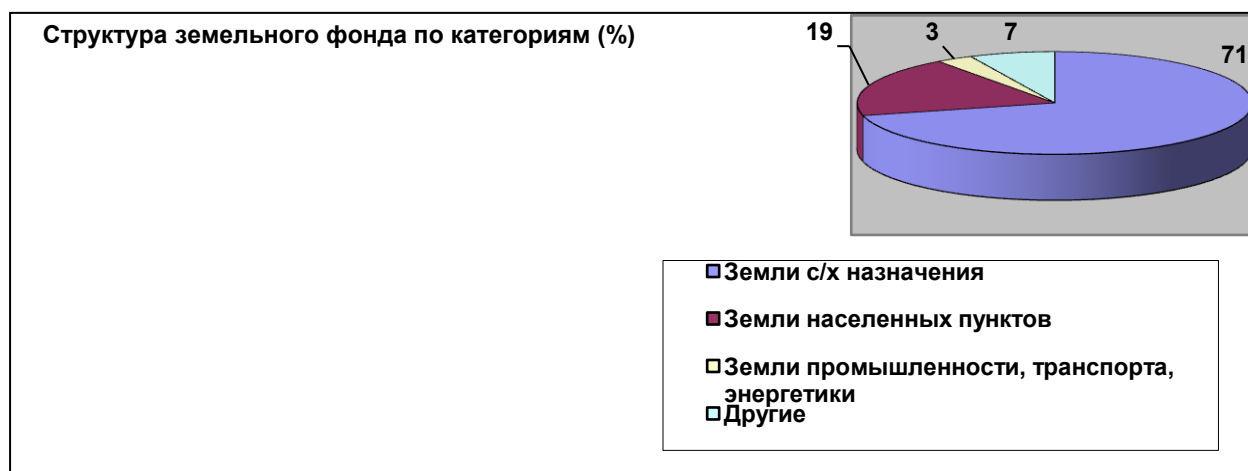 Структура земельного фонда по категориям (%)
19
3
7
71
Земли с/х назначения
Земли населенных пунктов
Земли промышленности, транспорта,
энергетики
Другие